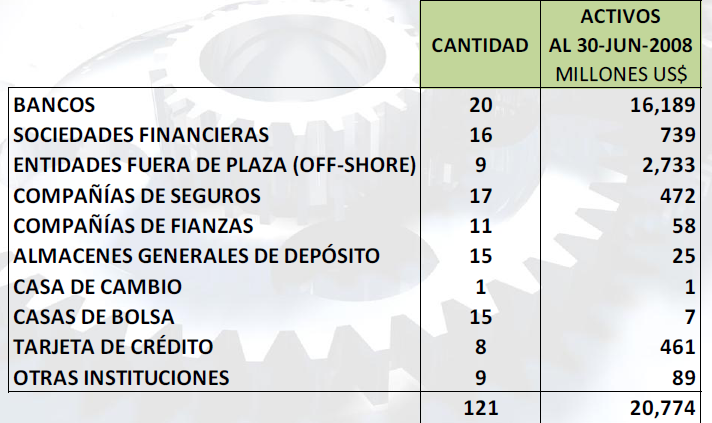 CANTIDAD ACTIVOS
AL 30-JUN-2008
MILLONES US$
BANCOS 20 16,189
SOCIEDADES FINANCIERAS 16 739
ENTIDADES FUERA DE PLAZA (OFF-SHORE) 9 2,733
COMPAÑÍAS DE SEGUROS 17 472
COMPAÑÍAS DE FIANZAS 11 58
ALMACENES GENERALES DE DEPÓSITO 15 25
CASA DE CAMBIO 1 1
CASAS DE BOLSA 15 7
TARJETA DE CRÉDITO 8 461
OTRAS INSTITUCIONES 9 89
121 20,774